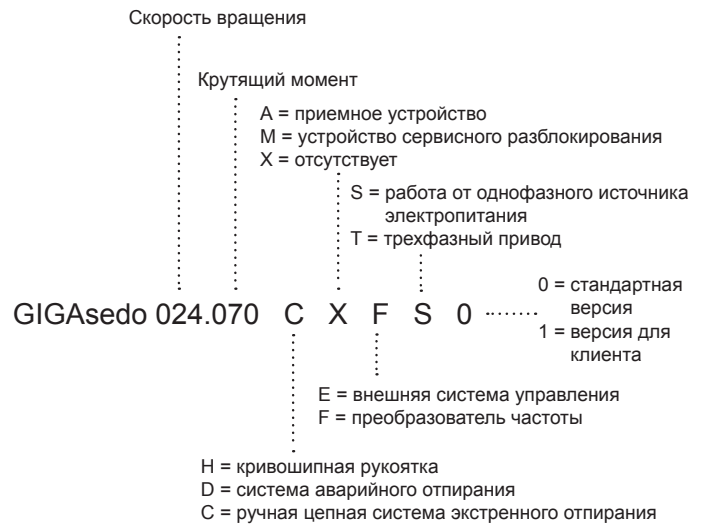 Скорость вращения
Крутящий момент
A = приемное устройство
M = устройство сервисного разблокирования
X = отсутствует
S = работа от однофазного источника
электропитания
T = трехфазный привод
0 = стандартная
версия
1 = версия для
клиента
GIGAsedo 024.070 C X F S 0
E = внешняя система управления
F = преобразователь частоты
H = кривошипная рукоятка
D = система аварийного отпирания
C = ручная цепная система экстренного отпирания